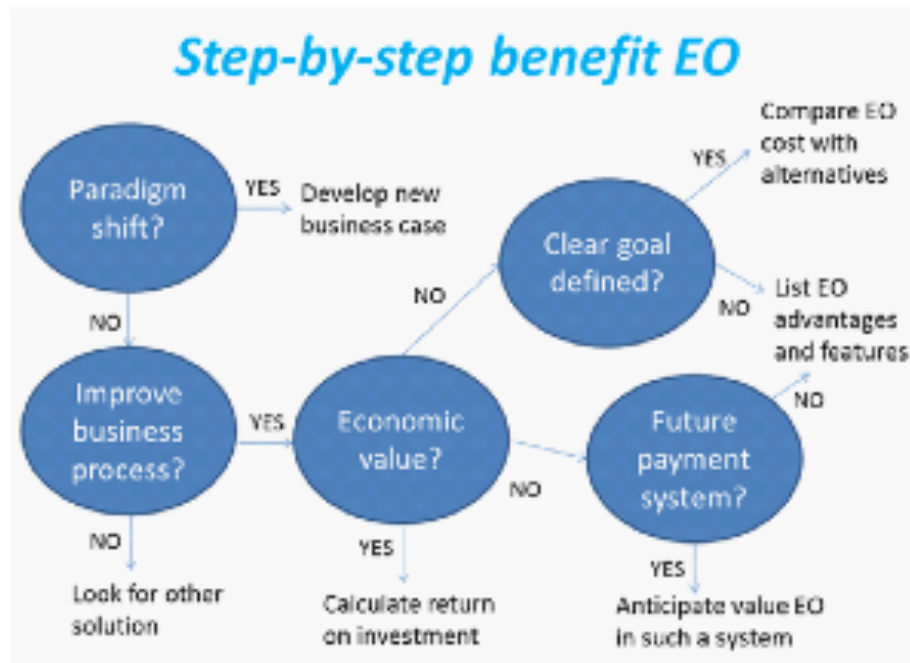 Step-by-step benefit EO
Paradigm
shift?
YES
Develop new
business case
NO
Improve
business
process?
YES
NO
Look for other
solution
Economic
value?
NO
YES
Calculate return
on investment
NO
Clear goal
defined?
YES
Compare EO
cost with
alternatives
NO
List EO
advantages
and features
Future
payment
system?
NO
YES
Anticipate value EO
in such a system